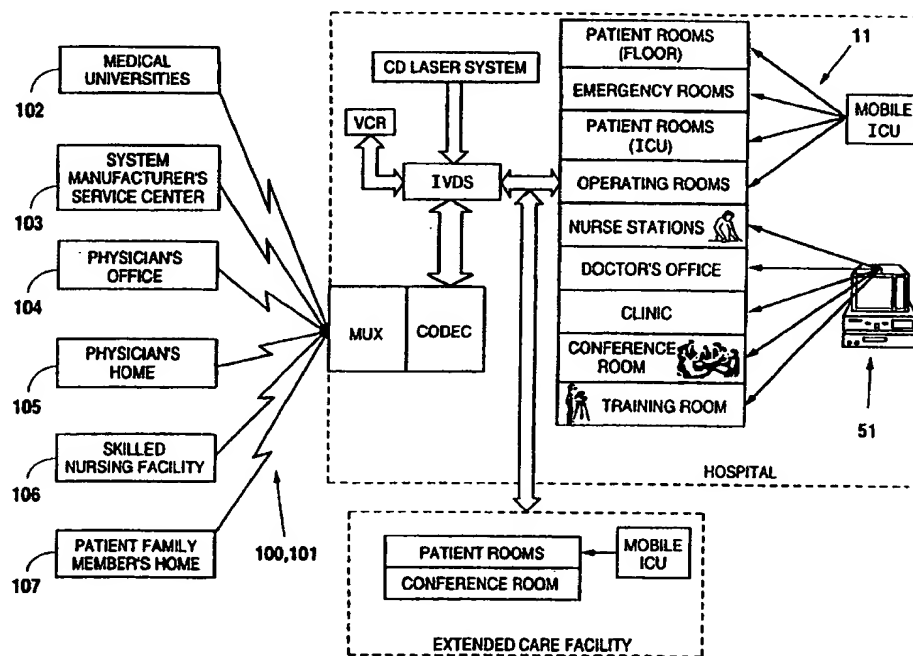 MEDICAL
UNIVERSITIES
102
SYSTEM
MANUFACTURER'S
SERVICE CENTER
103
PHYSICIAN'S
OFFICE
104
PHYSICIAN'S
HOME
105
SKILLED
NURSING FACILITY
106
PATIENT FAMILY
MEMBER'S HOME
107
100,101
CD LASER SYSTEM
VCR
IVDS
MUX
CODEC
PATIENT ROOMS
(FLOOR)
EMERGENCY ROOMS
PATIENT ROOMS
(ICU)
OPERATING ROOMS
NURSE STATIONS
DOCTOR'S OFFICE
CLINIC
CONFERENCE
ROOM
TRAINING ROOM
11
MOBILE
ICU
51
HOSPITAL
PATIENT ROOMS
CONFERENCE ROOM
MOBILE
ICU
EXTENDED CARE FACILITY